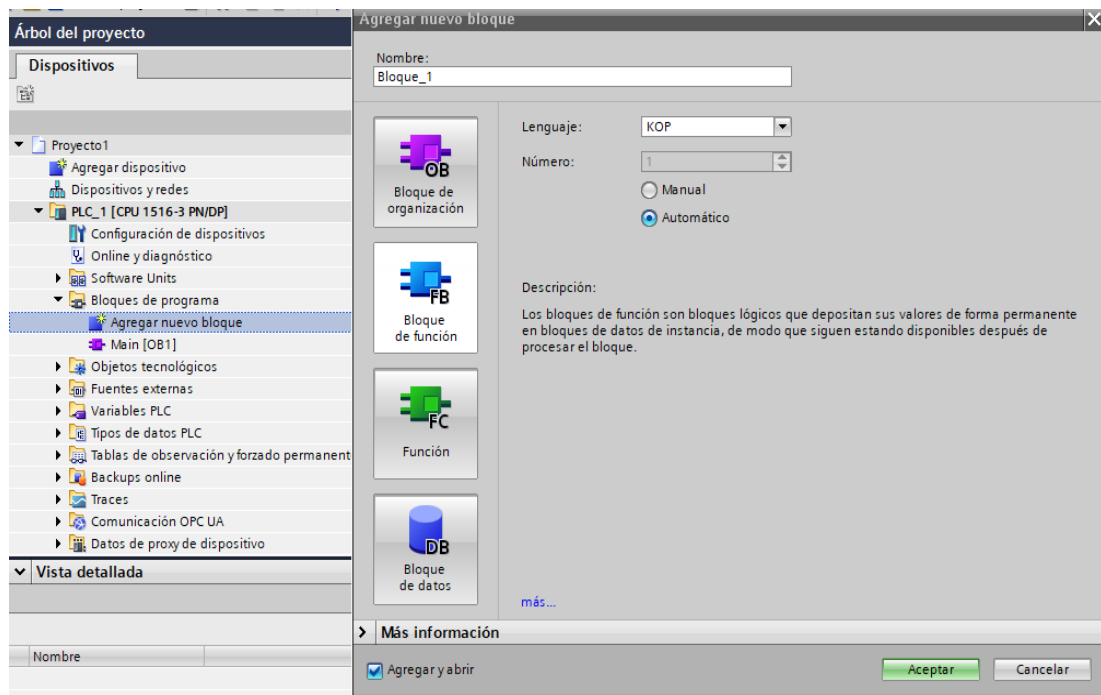 Árbol del proyecto
Dispositivos
Proyecto1
Agregar dispositivo
Dispositivos y redes
PLC_1 [CPU 1516-3 PN/DP]
Configuración de dispositivos
Online y diagnóstico
Software Units
Bloques de programa
Agregar nuevo bloque
Main [OB1]
Objetos tecnológicos
Fuentes externas
Variables PLC
Tipos de datos PLC
Tablas de observación y forzado permanent
Backups online
Traces
Comunicación OPC UA
Datos de proxy de dispositivo
Vista detallada
Nombre
Agregar nuevo bloque
X
Nombre:
Bloque_1
OB
Bloque de
organización
FB
Bloque
de función
FC
Función
DB
Bloque
de datos
Lenguaje:
KOP
Número:
1
Manual
Automático
Descripción:
Los bloques de función son bloques lógicos que depositan sus valores de forma permanente
en bloques de datos de instancia, de modo que siguen estando disponibles después de
procesar el bloque.
más...
Más información
Agregar y abrir
Aceptar
Cancelar